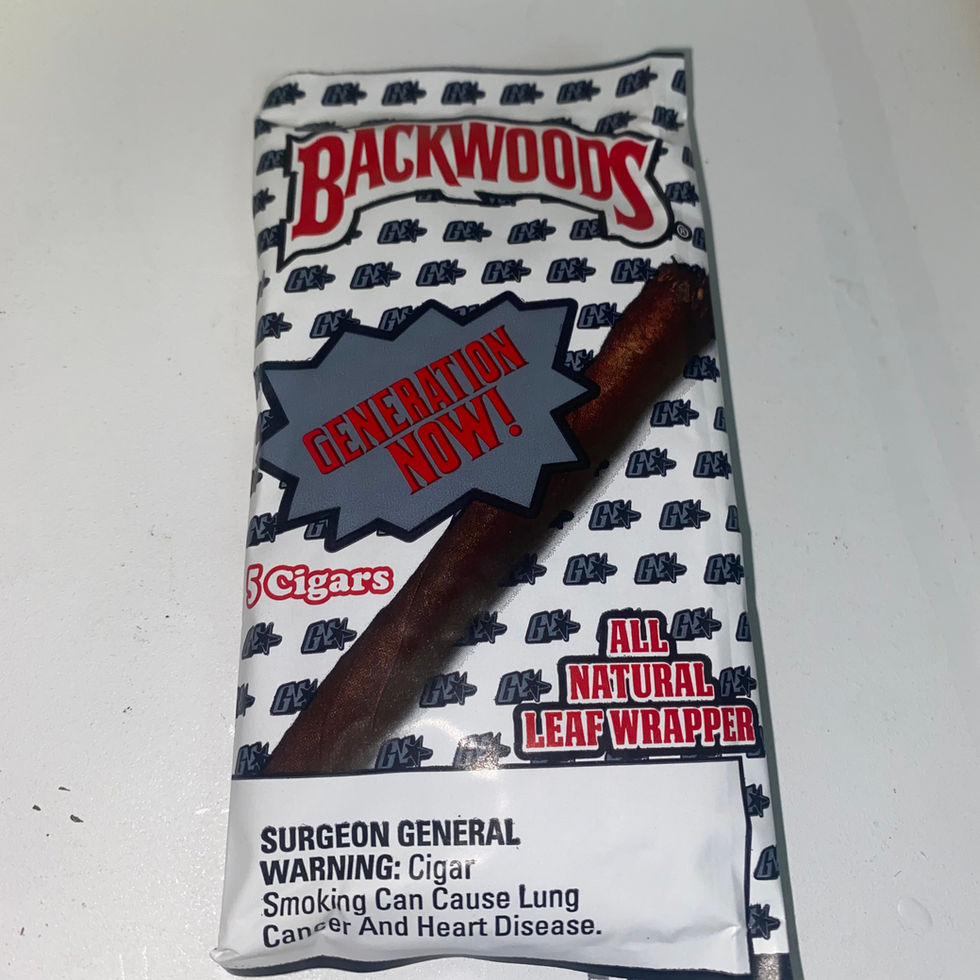 BACKWOODS
®
GENERATION
NOW!
5 Cigars
ALL
NATURAL
LEAF WRAPPER
SURGEON GENERAL
WARNING: Cigar
Smoking Can Cause Lung
Cancer And Heart Disease.